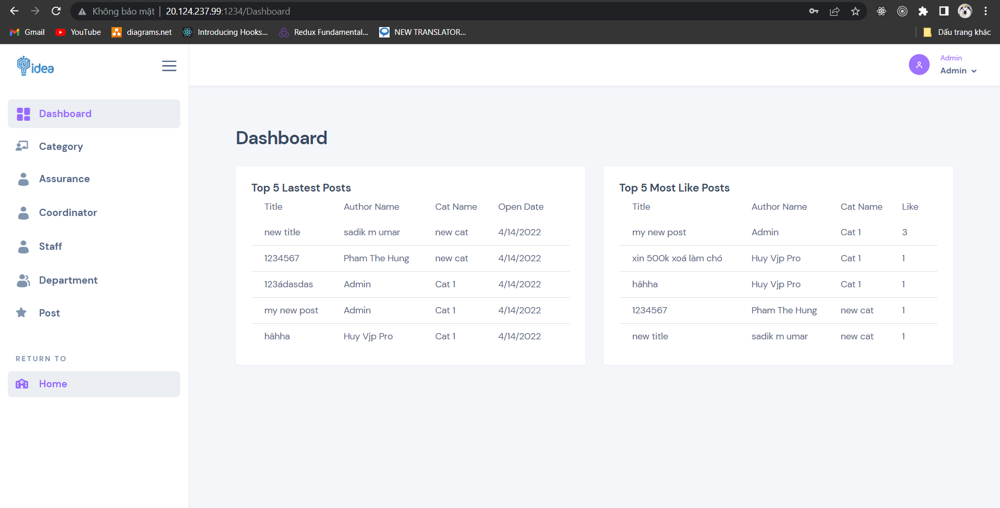 Không bảo mật | 20.124.237.99:1234/Dashboard
Gmail YouTube diagrams.net Introducing Hooks... Redux Fundamental... NEW TRANSLATOR... Dấu trang khác
idea
Admin
Admin
Dashboard
Category
Assurance
Coordinator
Staff
Department
Post
RETURN TO
Home
Dashboard
Top 5 Lastest Posts
Title Author Name Cat Name Open Date
new title sadik m umar new cat 4/14/2022
1234567 Pham The Hung new cat 4/14/2022
123ádasdas Admin Cat 1 4/14/2022
my new post Admin Cat 1 4/14/2022
hâhha Huy Vjp Pro Cat 1 4/14/2022
Top 5 Most Like Posts
Title Author Name Cat Name Like
my new post Admin Cat 1 3
xin 500k xoá làm chó Huy Vjp Pro Cat 1 1
hâhha Huy Vjp Pro Cat 1 1
1234567 Pham The Hung new cat 1
new title sadik m umar new cat 1